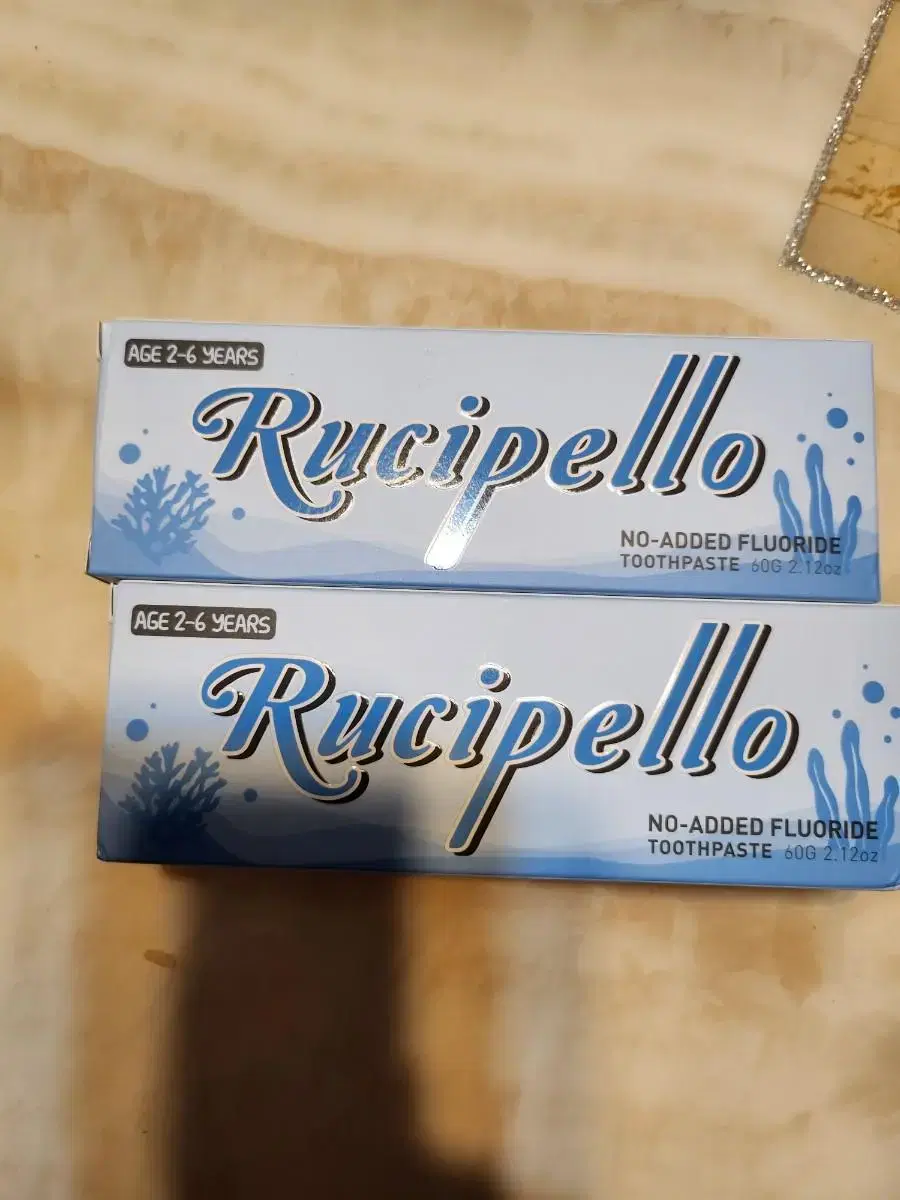 AGE 2-6 YEARS
Rucipello
NO-ADDED FLUORIDE
TOOTHPASTE 60G 2.12oz
AGE 2-6 YEARS
Rucipello
NO-ADDED FLUORIDE
TOOTHPASTE 60G 2.12oz